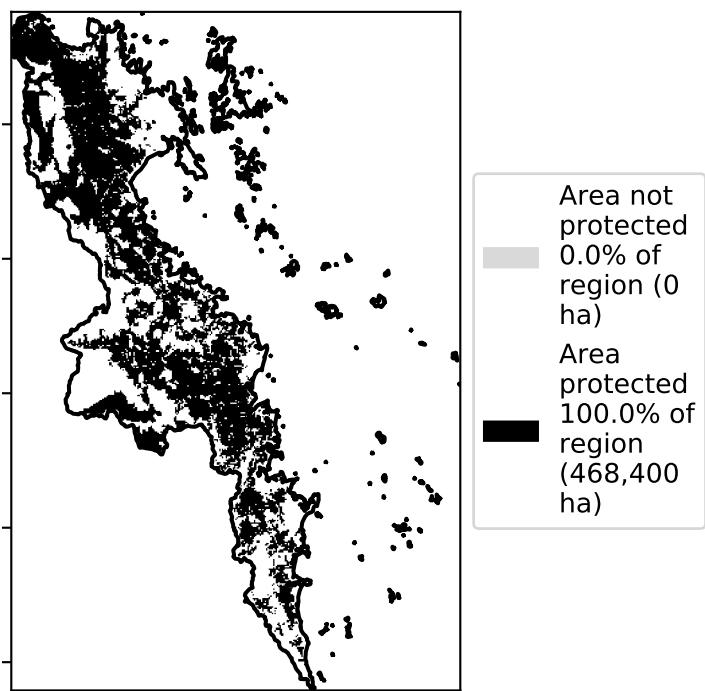 Area not
protected
0.0% of
region (0
ha)
Area
protected
100.0% of
region
(468,400
ha)